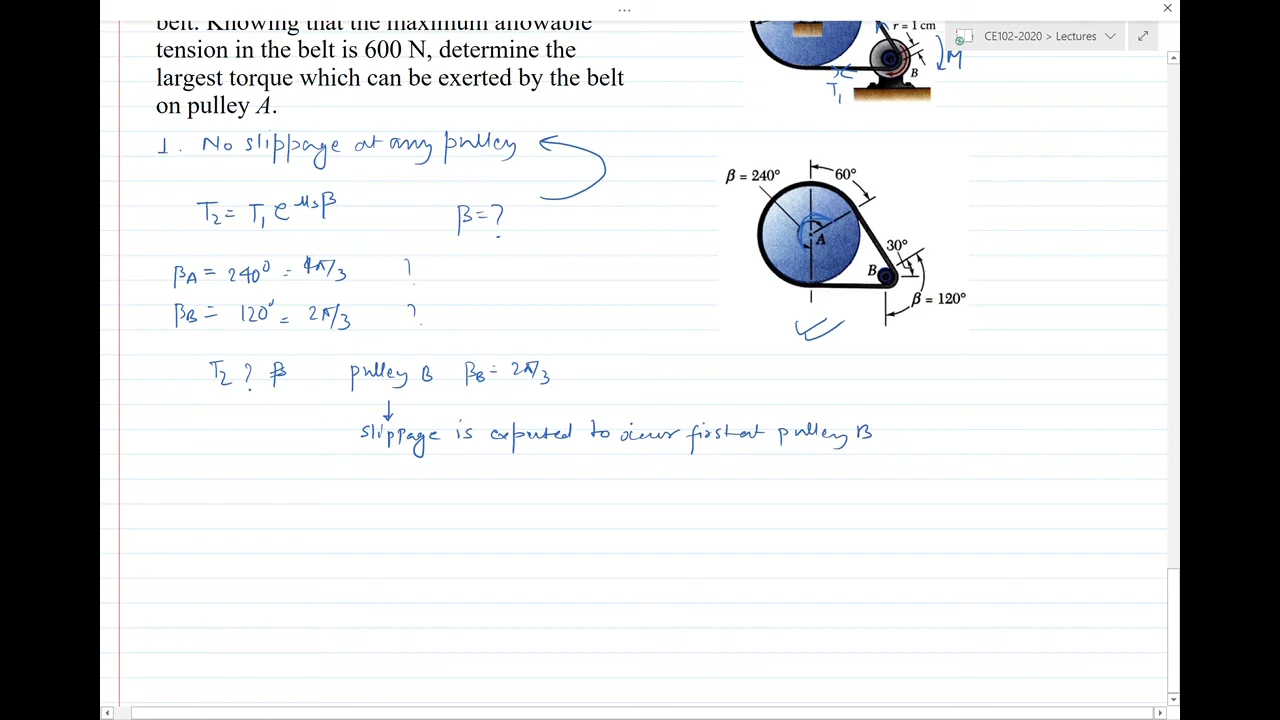 belt. Knowing that the maximum allowable
tension in the belt is 600 N, determine the
largest torque which can be exerted by the belt
on pulley A.
r = 1 cm
B
M
T₁
CE102-2020 > Lectures
1. No slippage at any pulley
T₂ = T₁ e^μsβ
β = ?
β_A = 240° = 4π/3 ?
β_B = 120° = 2π/3 ?
T₂ ? β pulley B β_B = 2π/3
slippage is expected to occur first at pulley B
β = 240°
60°
A
30°
B
β = 120°